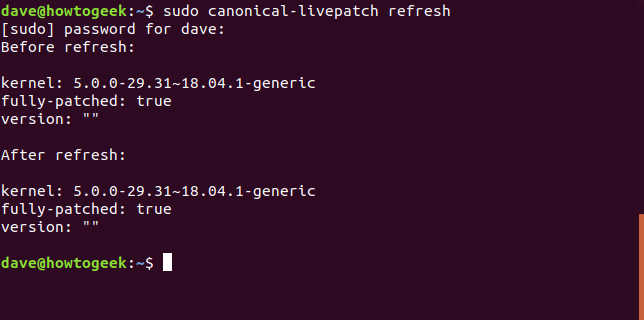 dave@howtogeek:~$ sudo canonical-livepatch refresh
[sudo] password for dave:
Before refresh:
kernel: 5.0.0-29.31~18.04.1-generic
fully-patched: true
version: ""
After refresh:
kernel: 5.0.0-29.31~18.04.1-generic
fully-patched: true
version: ""
dave@howtogeek:~$